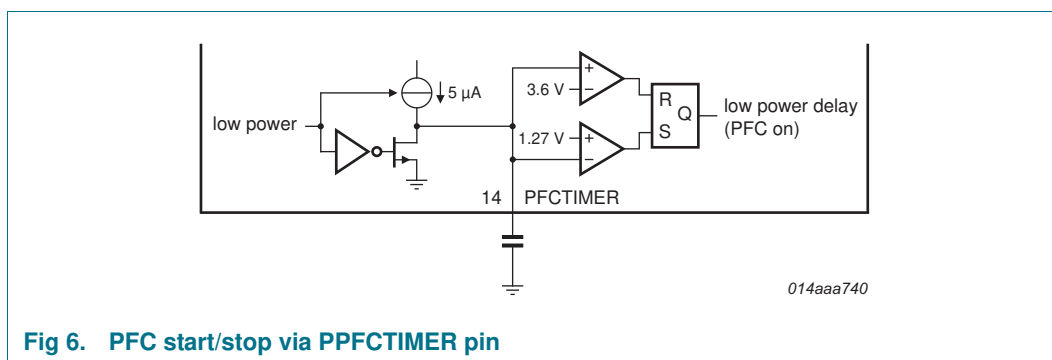 5 µA
low power
+
3.6 V
−
1.27 V
+
−
R
S
Q
low power delay
(PFC on)
14 PFCTIMER
014aaa740
Fig 6. PFC start/stop via PPFCTIMER pin